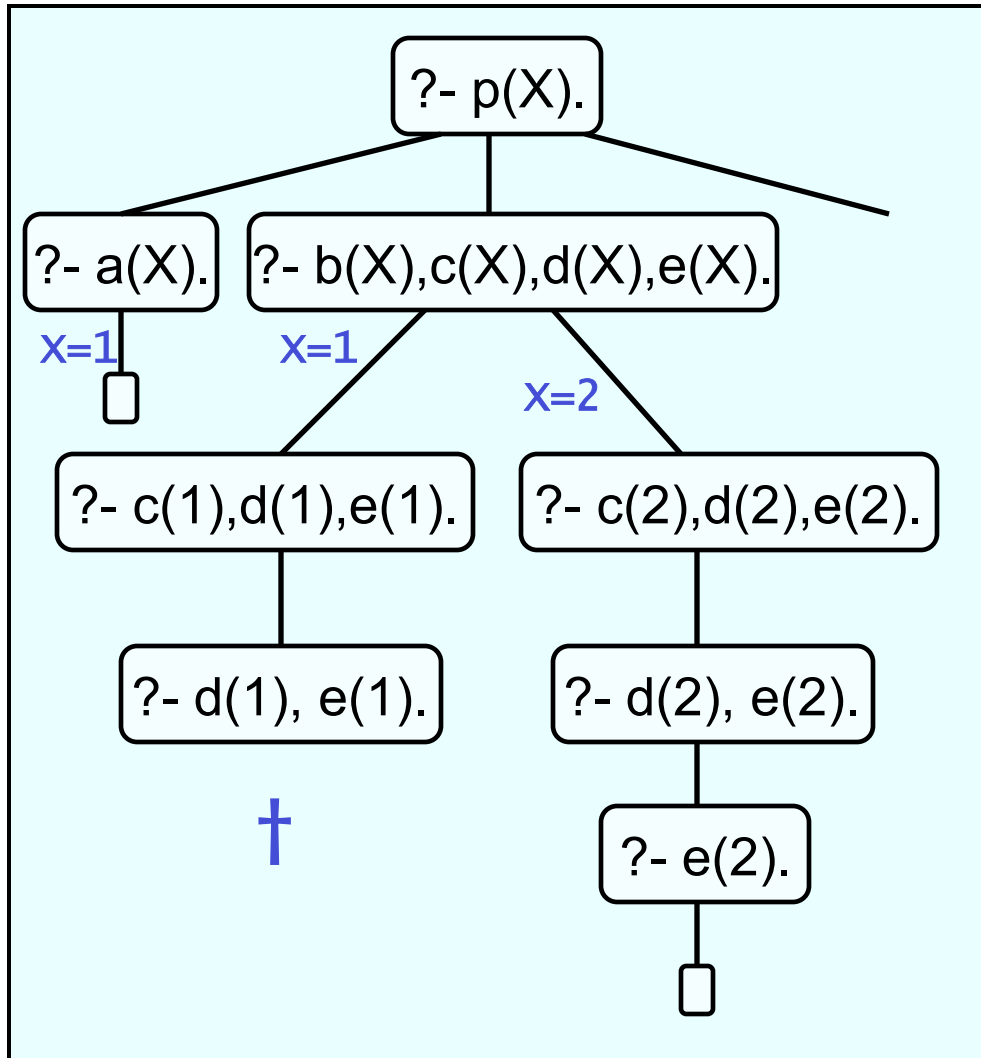 ?- p(X).
?- a(X).
?- b(X),c(X),d(X),e(X).
X=1
X=1
X=2
?- c(1),d(1),e(1).
?- c(2),d(2),e(2).
?- d(1), e(1).
?- d(2), e(2).
†
?- e(2).